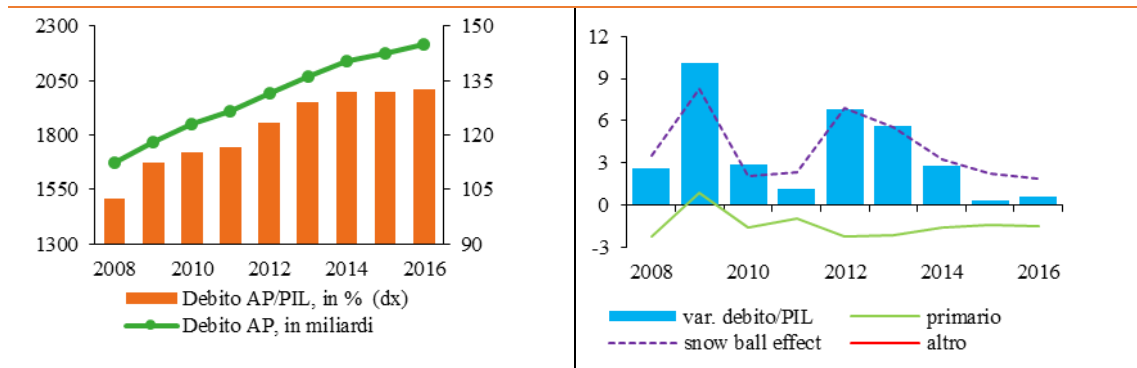 2300
2050
1800
1550
1300
150
135
120
105
90
2008 2010 2012 2014 2016
Debito AP/PIL, in % (dx)
Debito AP, in miliardi
12
9
6
3
0
-3
2008 2010 2012 2014 2016
var. debito/PIL primario
snow ball effect altro